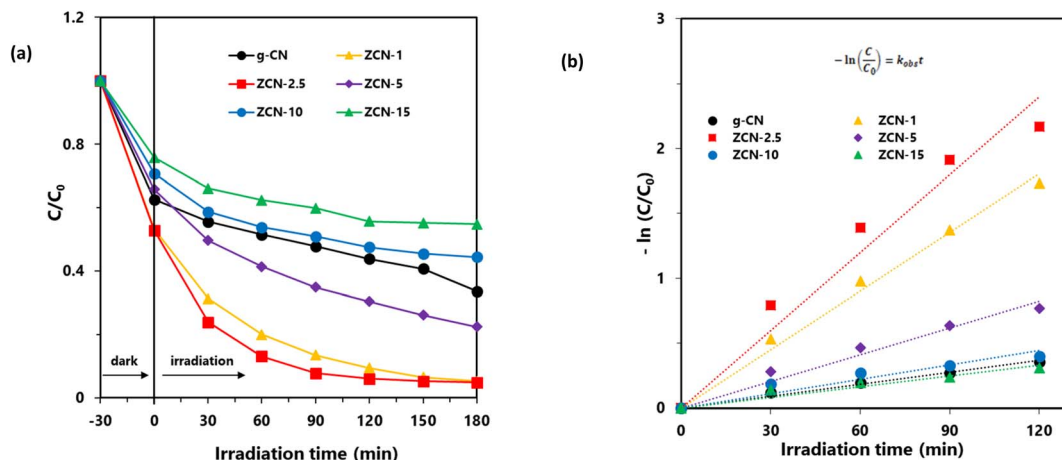 (a)
C/C0
1.2
0.8
0.4
0
g-CN
ZCN-1
ZCN-2.5
ZCN-5
ZCN-10
ZCN-15
dark
irradiation
-30 0 30 60 90 120 150 180
Irradiation time (min)
(b)
- ln (C/C0)
3
2
1
0
-ln(C/C0) = kobst
g-CN
ZCN-1
ZCN-2.5
ZCN-5
ZCN-10
ZCN-15
0 30 60 90 120
Irradiation time (min)